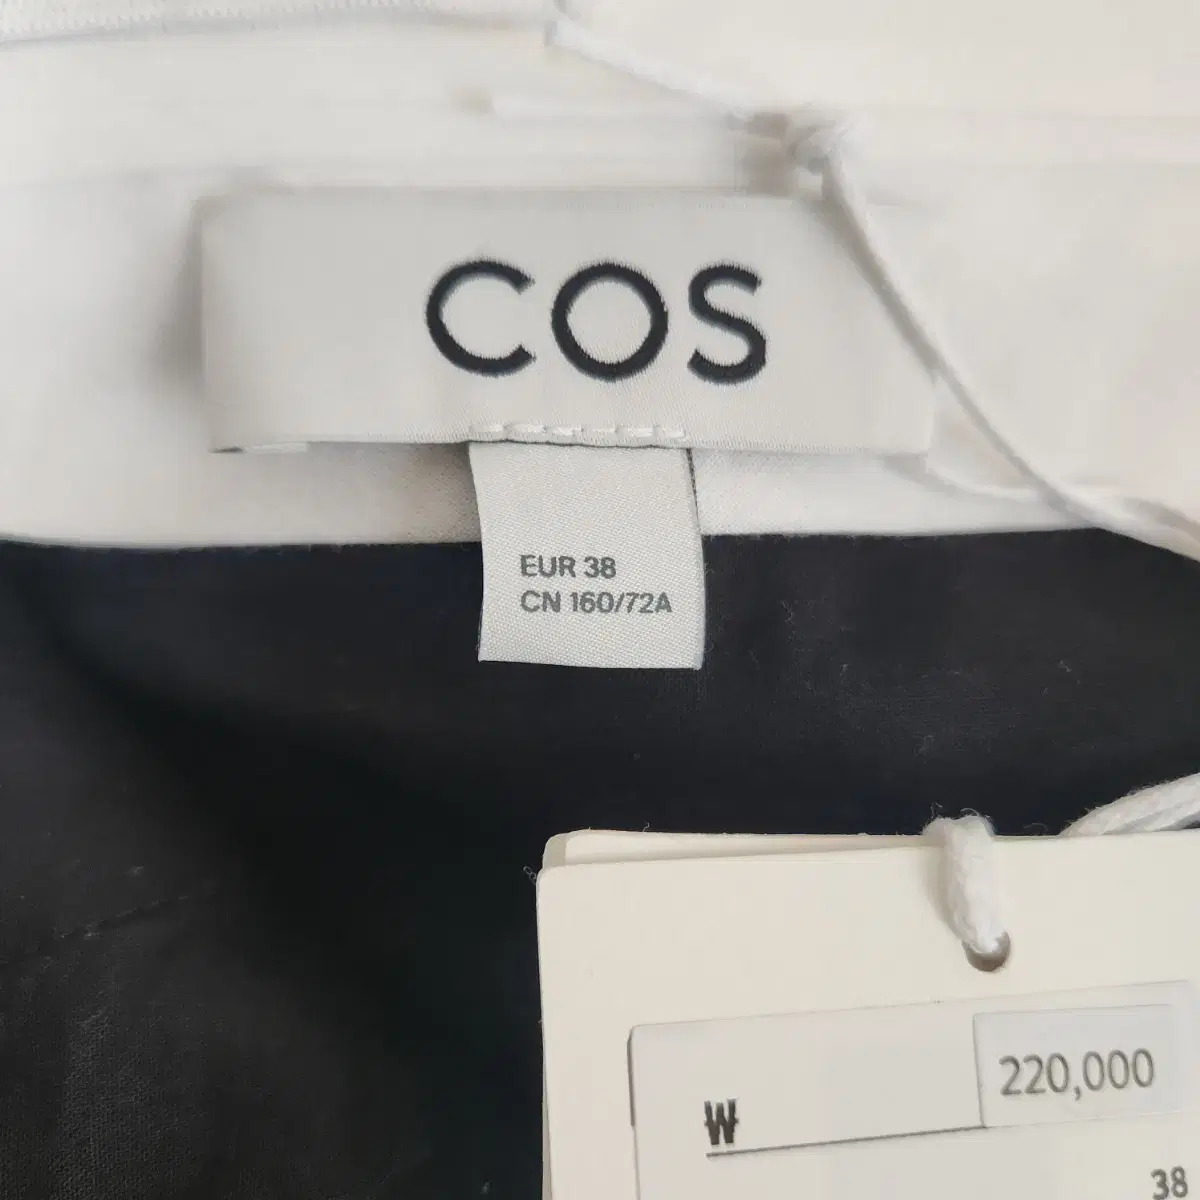 COS
EUR 38
CN 160/72A
₩ 220,000
38